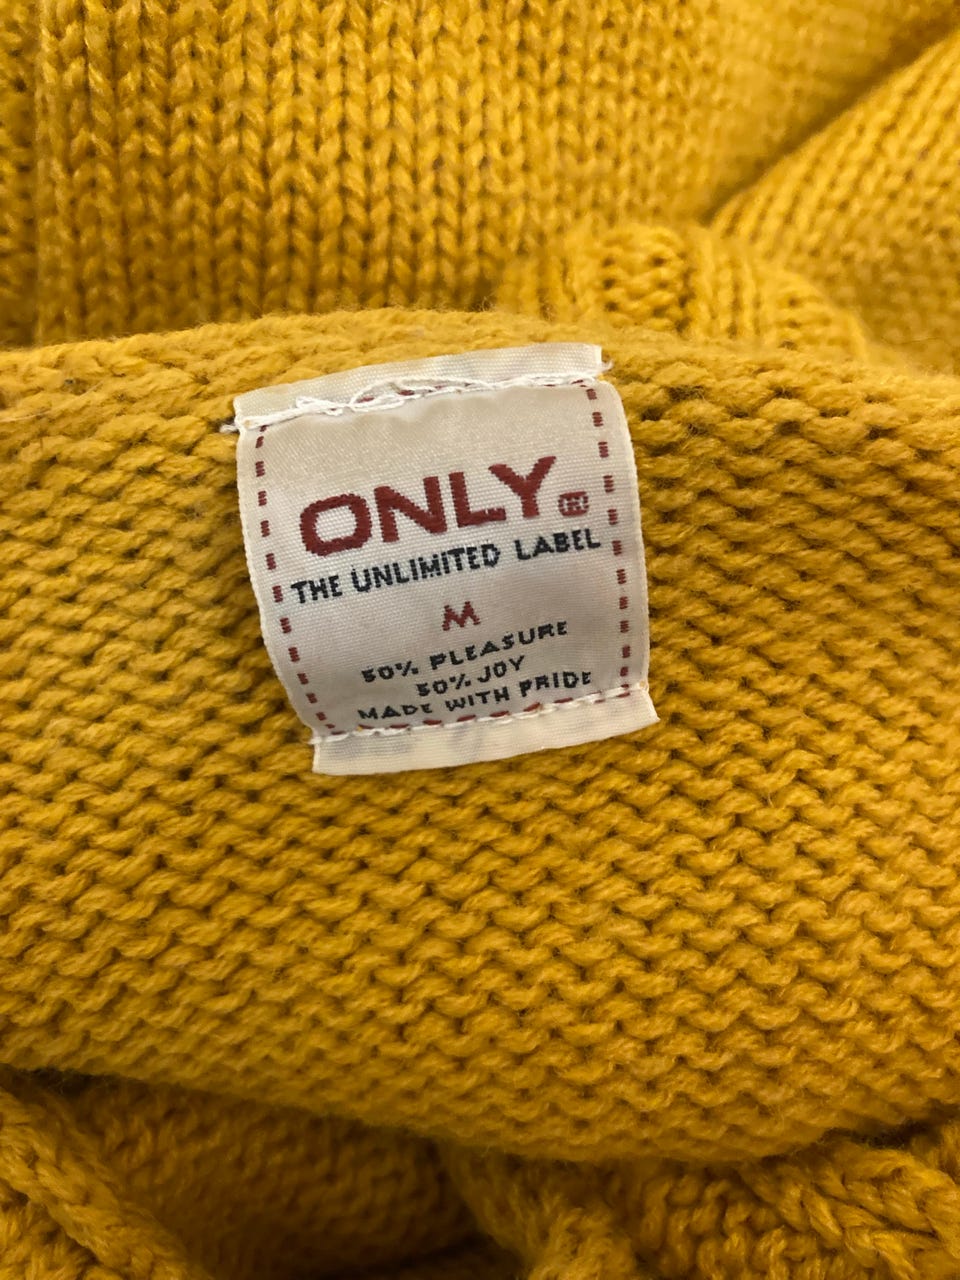 ONLY®
THE UNLIMITED LABEL
M
50% PLEASURE
50% JOY
MADE WITH PRIDE